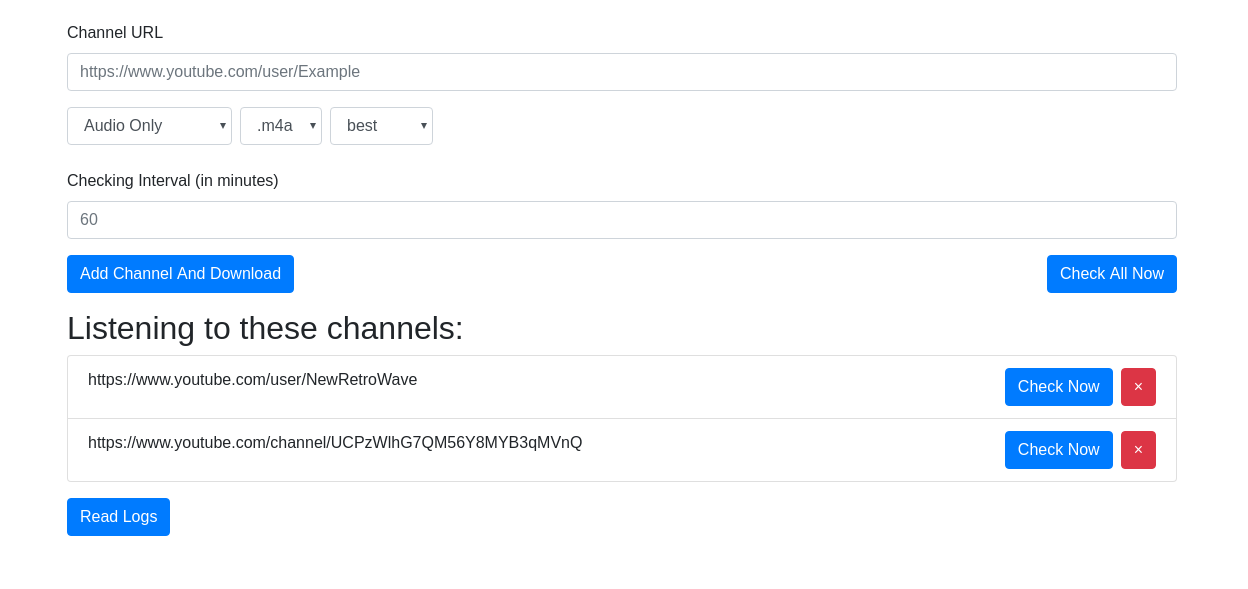 Channel URL
https://www.youtube.com/user/Example
Audio Only .m4a best
Checking Interval (in minutes)
60
Add Channel And Download Check All Now
Listening to these channels:
https://www.youtube.com/user/NewRetroWave Check Now ×
https://www.youtube.com/channel/UCPzWlhG7QM56Y8MYB3qMVnQ Check Now ×
Read Logs